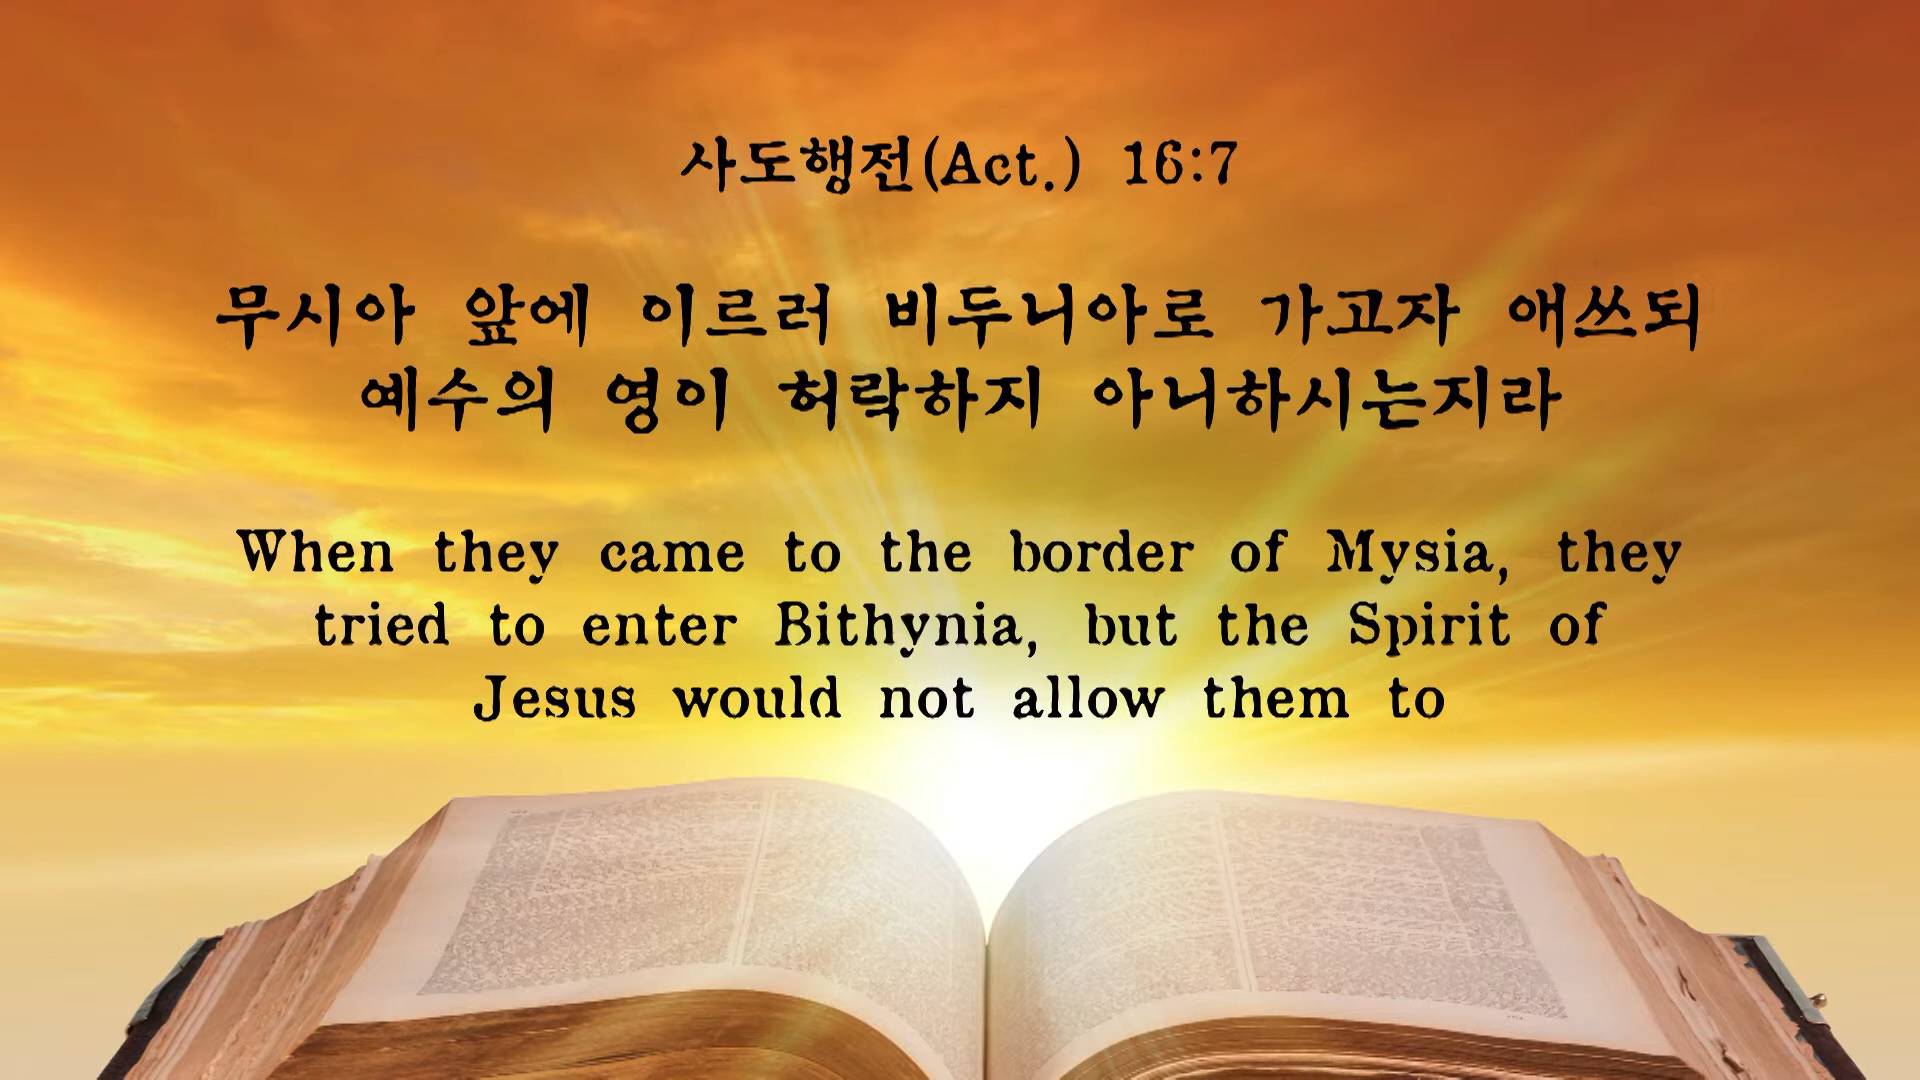 사도행전(Act.) 16:7
무시아 앞에 이르러 비두니아로 가고자 애쓰되
예수의 영이 허락하지 아니하시는지라
When they came to the border of Mysia, they
tried to enter Bithynia, but the Spirit of
Jesus would not allow them to